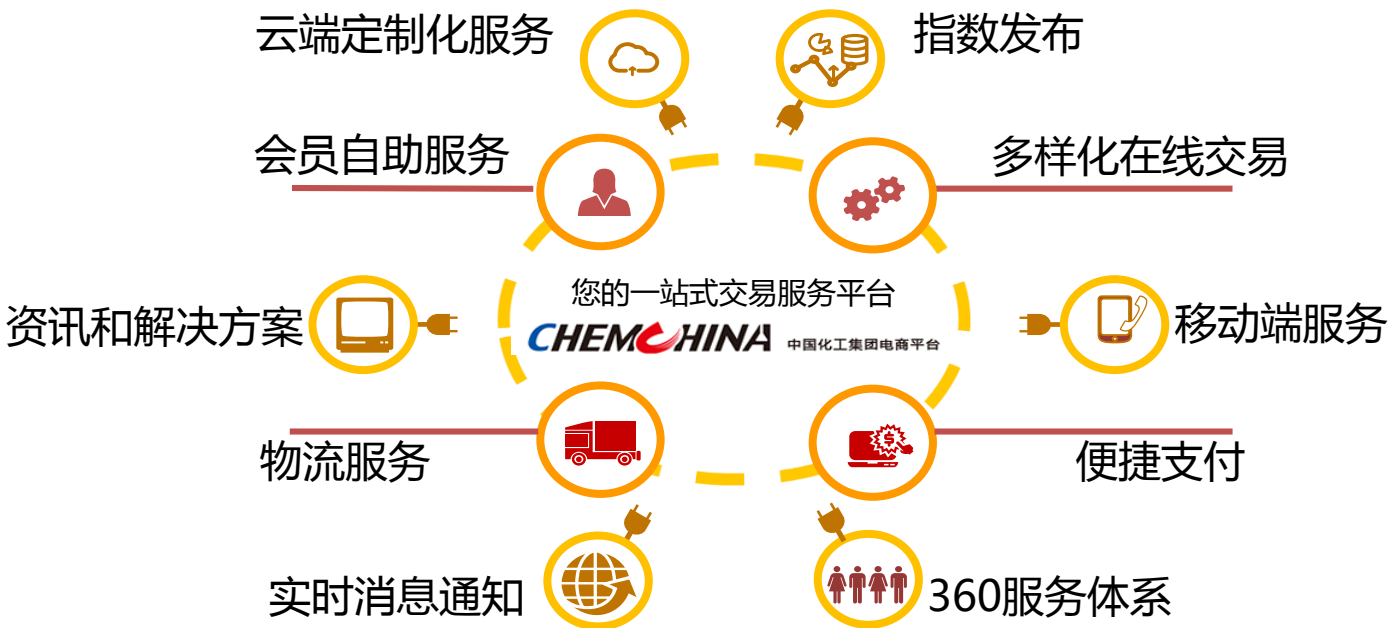 云端定制化服务
指数发布
会员自助服务
多样化在线交易
您的一站式交易服务平台
CHEMCHINA 中国化工集团电商平台
资讯和解决方案
移动端服务
物流服务
便捷支付
实时消息通知
360服务体系